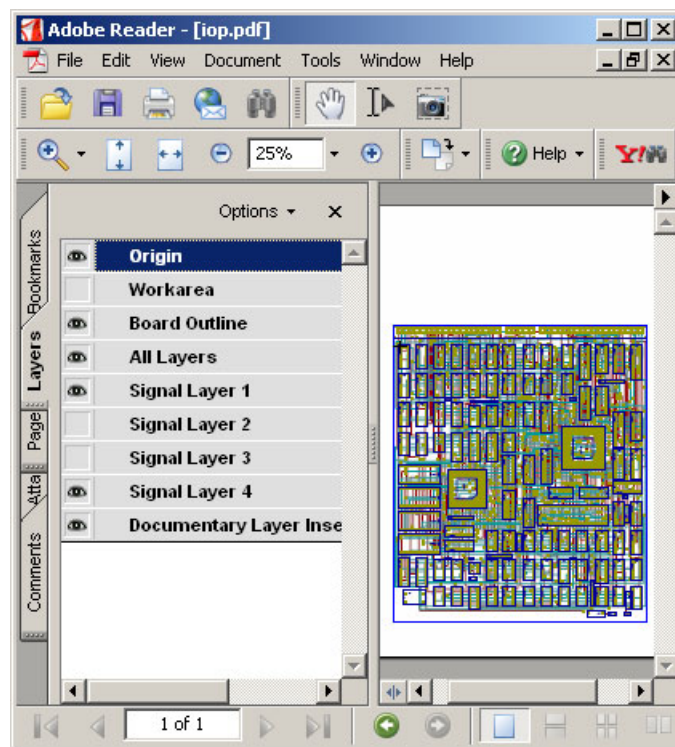 Adobe Reader - [iop.pdf]
File Edit View Document Tools Window Help
25% Help Y!
Options
Bookmarks
Layers
Page
Atta
Comments
Origin
Workarea
Board Outline
All Layers
Signal Layer 1
Signal Layer 2
Signal Layer 3
Signal Layer 4
Documentary Layer Inse
1 of 1